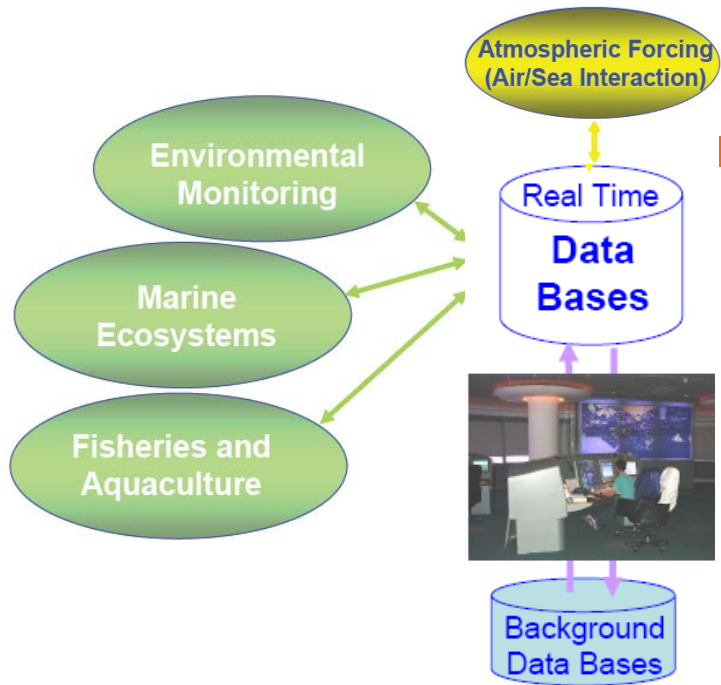 Atmospheric Forcing
(Air/Sea Interaction)
Environmental
Monitoring
Real Time
Data
Bases
Marine
Ecosystems
Fisheries and
Aquaculture
Background
Data Bases